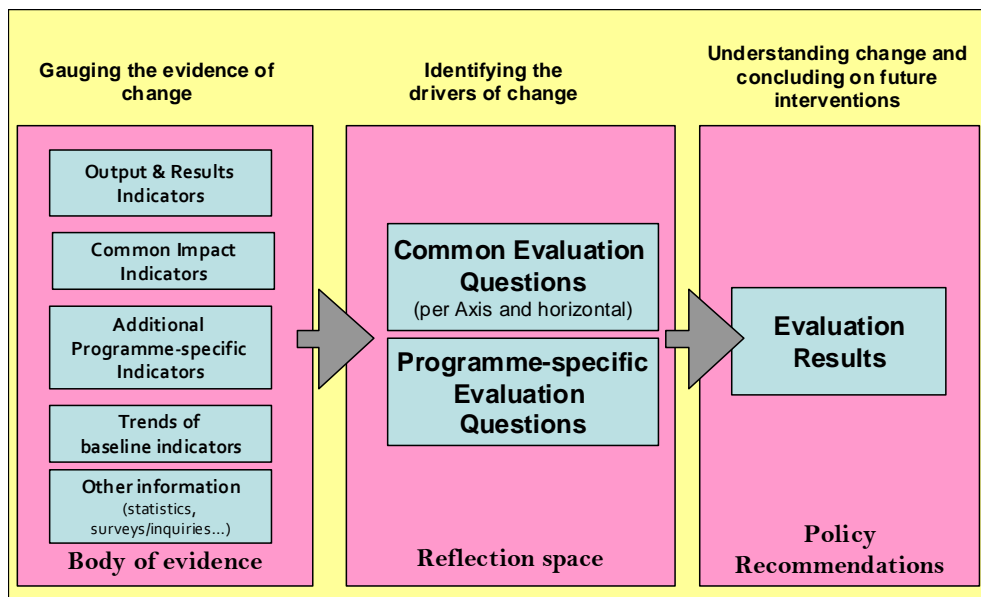 Gauging the evidence of
change
Output & Results
Indicators
Common Impact
Indicators
Additional
Programme-specific
Indicators
Trends of
baseline indicators
Other information
(statistics,
surveys/inquiries...)
Body of evidence
Identifying the
drivers of change
Common Evaluation
Questions
(per Axis and horizontal)
Programme-specific
Evaluation
Questions
Reflection space
Understanding change and
concluding on future
interventions
Evaluation
Results
Policy
Recommendations